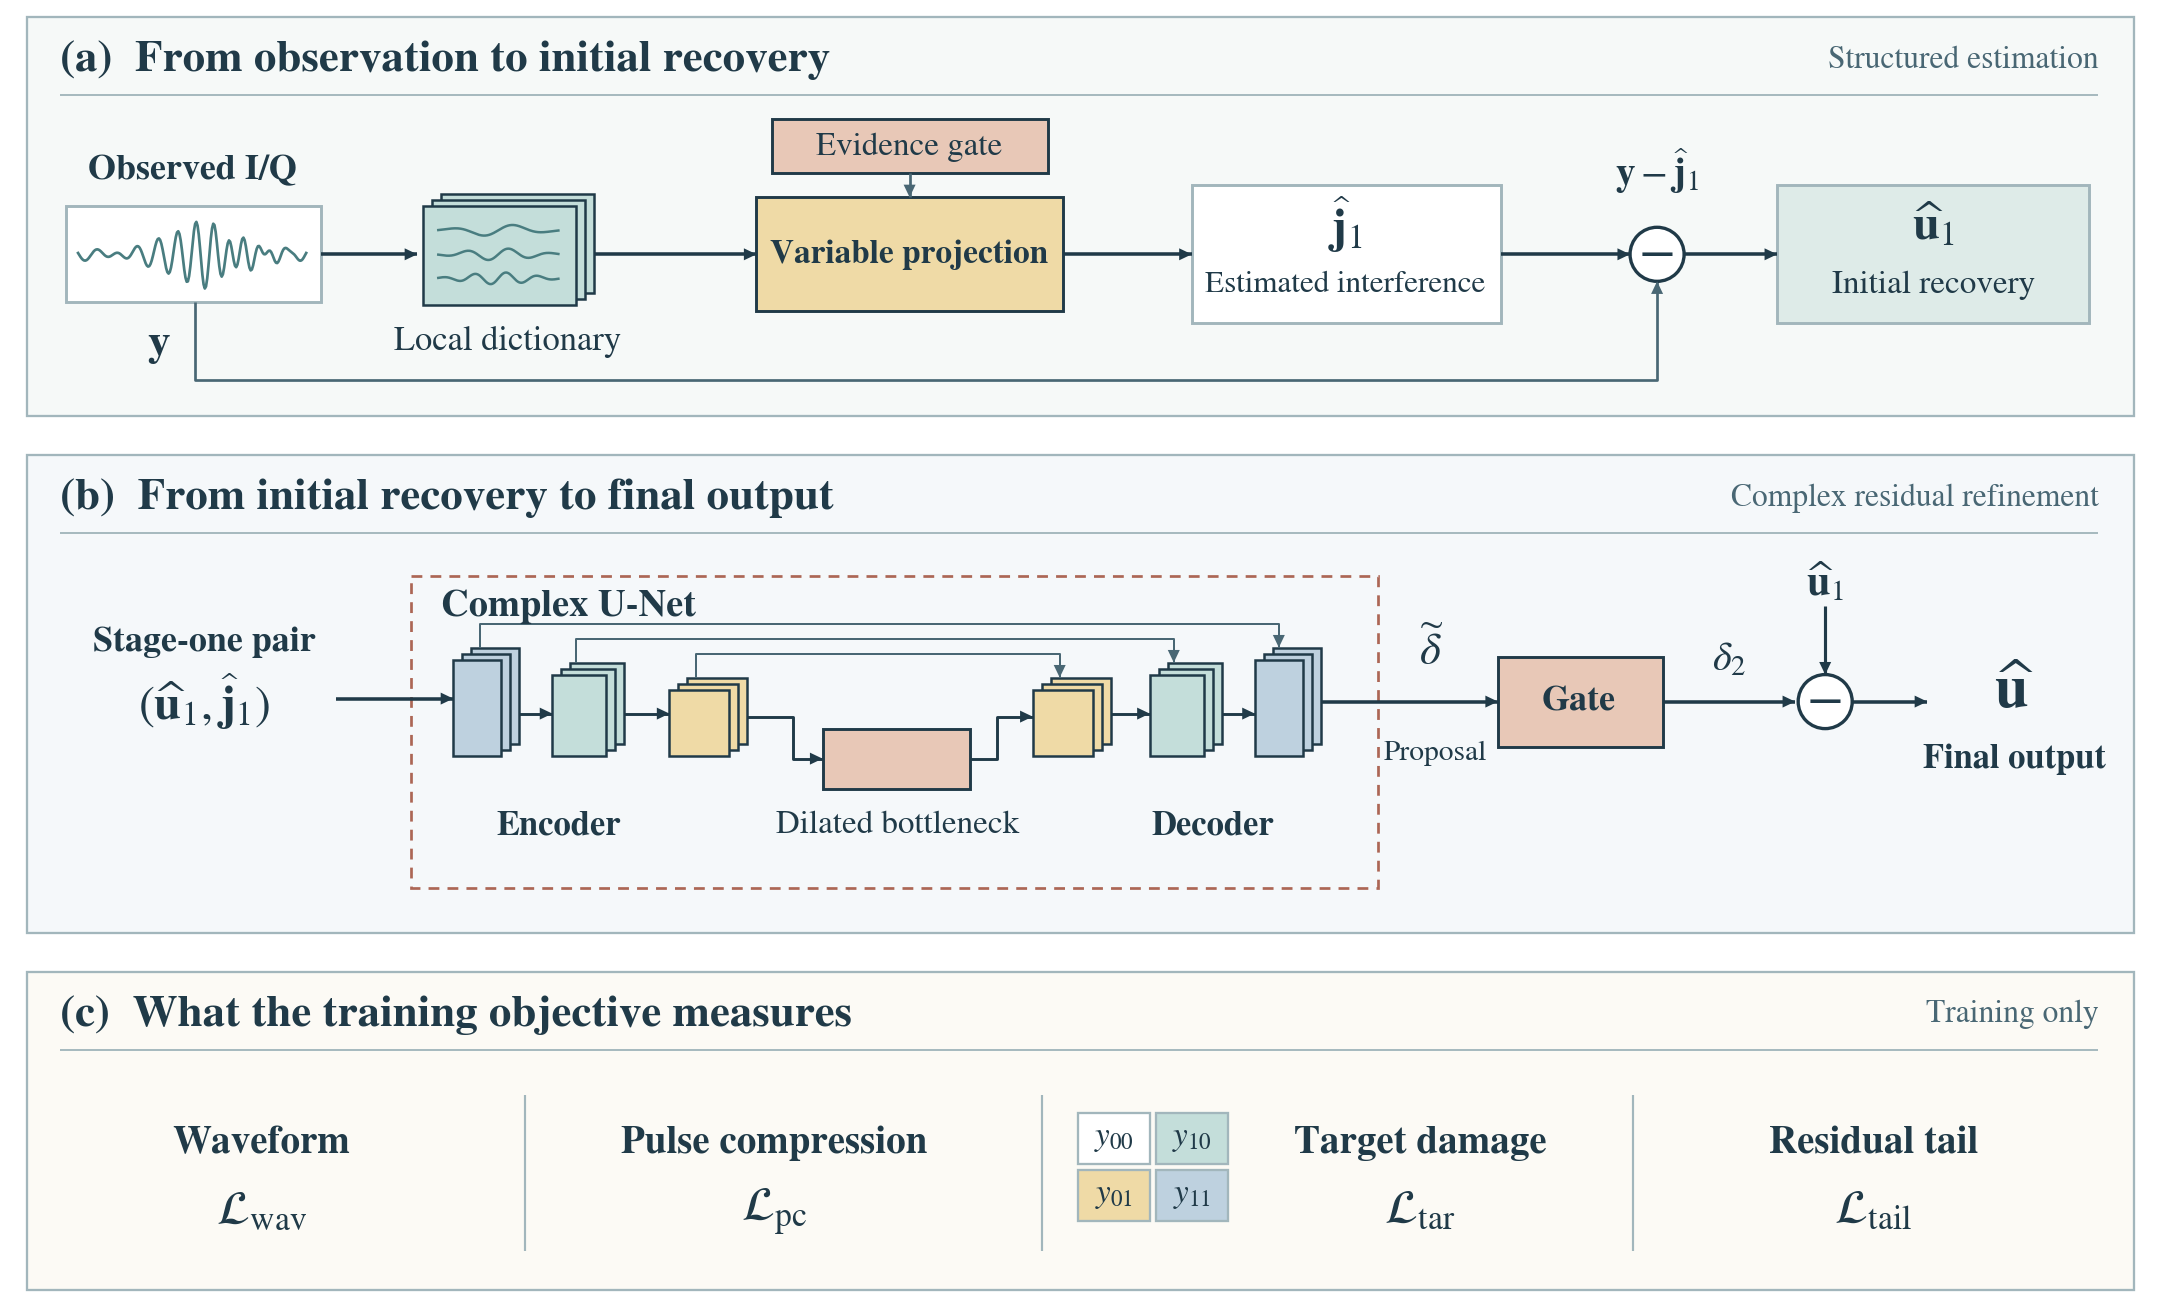 (a) From observation to initial recovery
Structured estimation
Evidence gate
Observed I/Q
y − ĵ₁
Variable projection
ĵ₁
Estimated interference
û₁
Initial recovery
y
Local dictionary
(b) From initial recovery to final output
Complex residual refinement
Complex U-Net
û₁
Stage-one pair
(û₁, ĵ₁)
δ̃
Proposal
Gate
δ₂
û
Final output
Encoder
Dilated bottleneck
Decoder
(c) What the training objective measures
Training only
Waveform
ℒwav
Pulse compression
ℒpc
y00 y10
y01 y11
Target damage
ℒtar
Residual tail
ℒtail